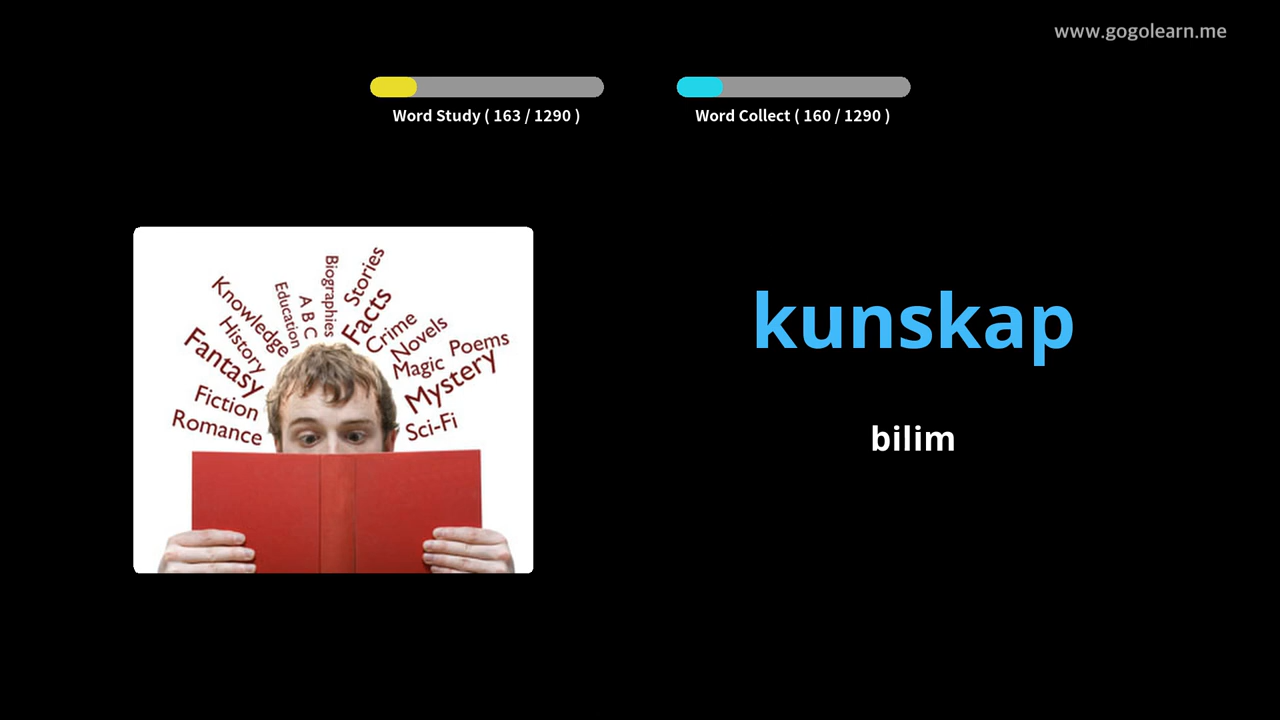 www.gogolearn.me
Word Study ( 163 / 1290 )
Word Collect ( 160 / 1290 )
Romance
Fiction
Fantasy
History
Knowledge
Education
A B C
Biographies
Stories
Facts
Crime
Novels
Magic
Poems
Mystery
Sci-Fi
kunskap
bilim